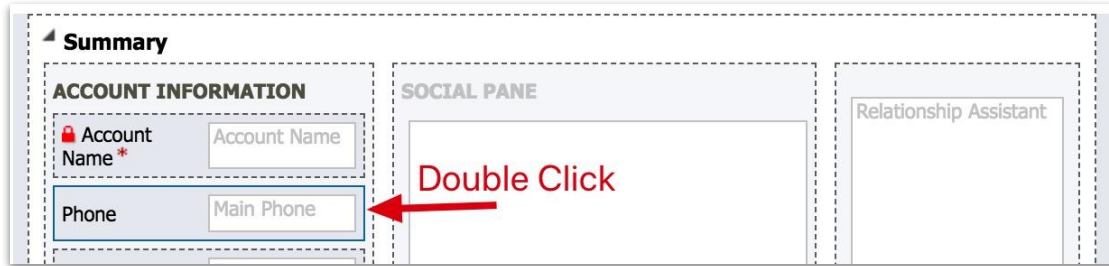 Summary
ACCOUNT INFORMATION
Account Name*
Account Name
Phone
Main Phone
SOCIAL PANE
Double Click
Relationship Assistant